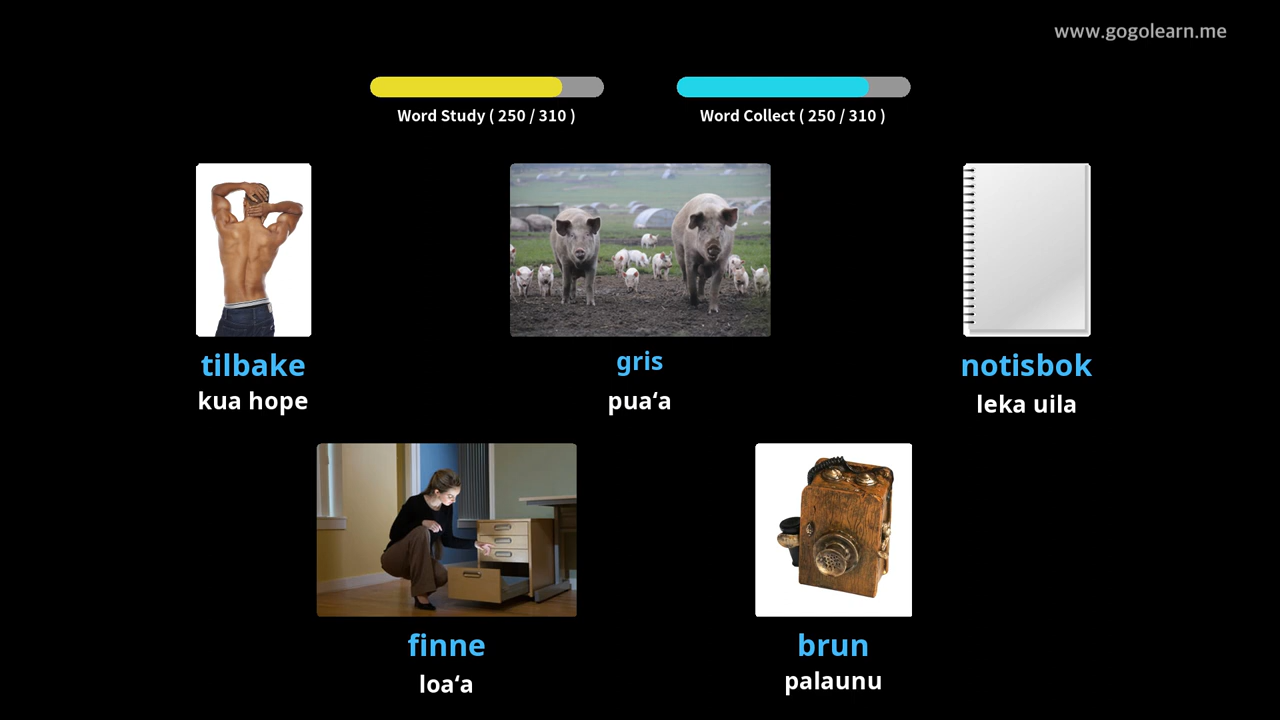 www.gogolearn.me
Word Study ( 250 / 310 )
Word Collect ( 250 / 310 )
tilbake
kua hope
gris
puaʻa
notisbok
leka uila
finne
loaʻa
brun
palaunu